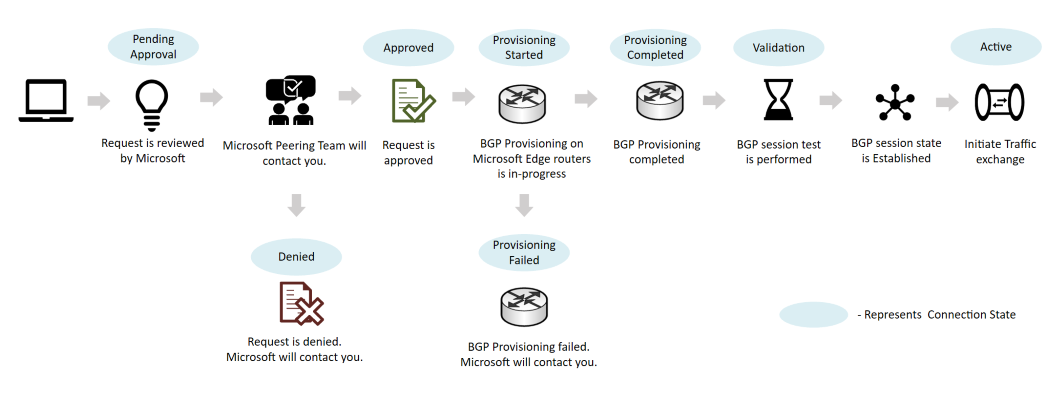 Pending
Approval
Approved
Provisioning
Started
Provisioning
Completed
Validation
Active
Request is reviewed
by Microsoft
Microsoft Peering Team will
contact you.
Request is
approved
BGP Provisioning on
Microsoft Edge routers
is in-progress
BGP Provisioning
completed
BGP session test
is performed
BGP session state
is Established
Initiate Traffic
exchange
Denied
Request is denied.
Microsoft will contact you.
Provisioning
Failed
BGP Provisioning failed.
Microsoft will contact you.
- Represents  Connection State